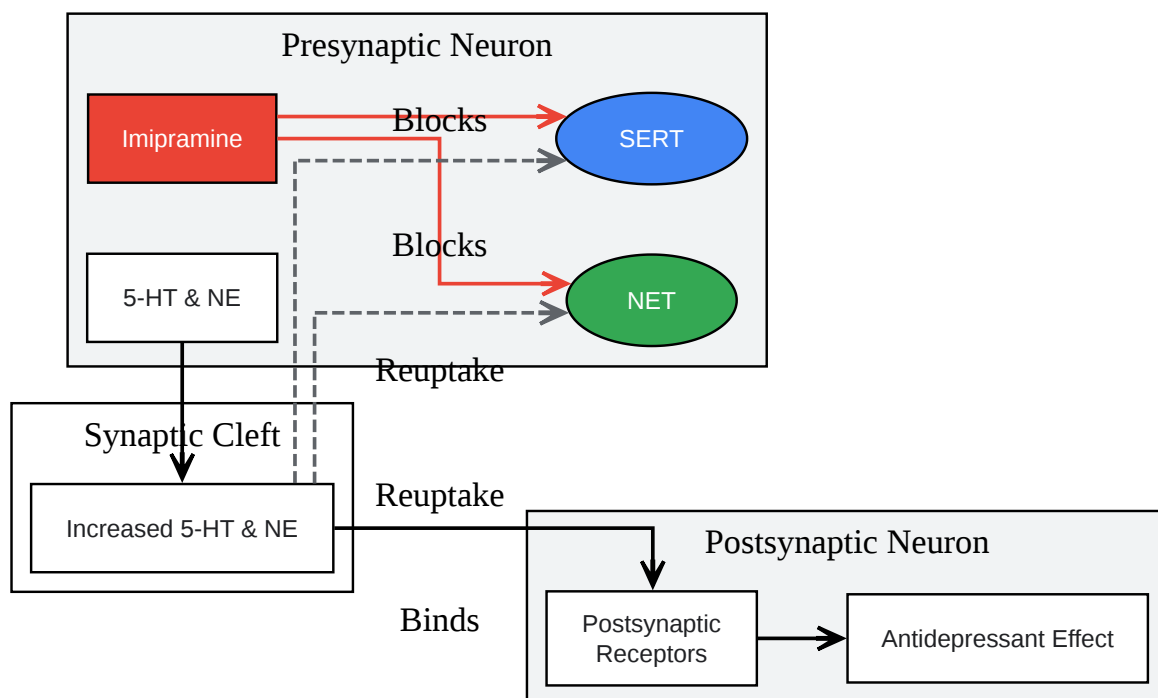 Presynaptic Neuron
Imipramine
Blocks
SERT
Blocks
5-HT & NE
NET
Reuptake
Synaptic Cleft
Increased 5-HT & NE
Reuptake
Postsynaptic Neuron
Binds
Postsynaptic
Receptors
Antidepressant Effect